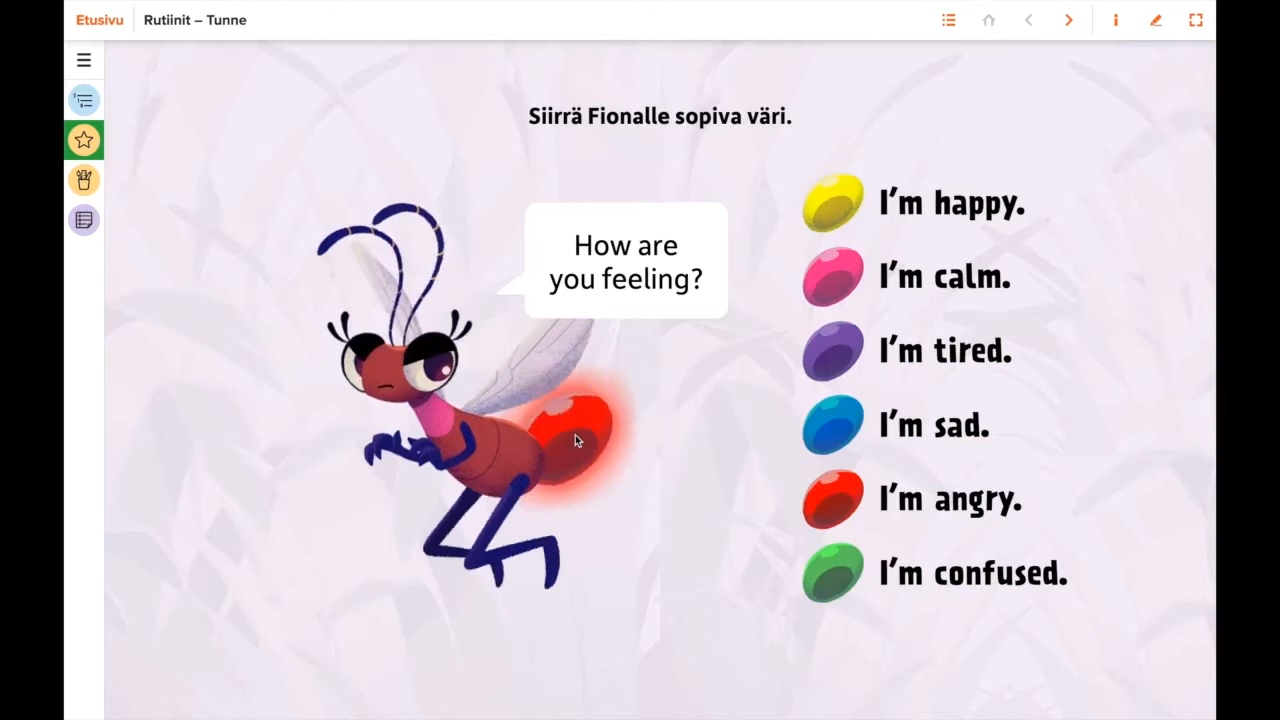 Etusivu
Rutiinit – Tunne
Siirrä Fionalle sopiva väri.
How are
you feeling?
I'm happy.
I'm calm.
I'm tired.
I'm sad.
I'm angry.
I'm confused.